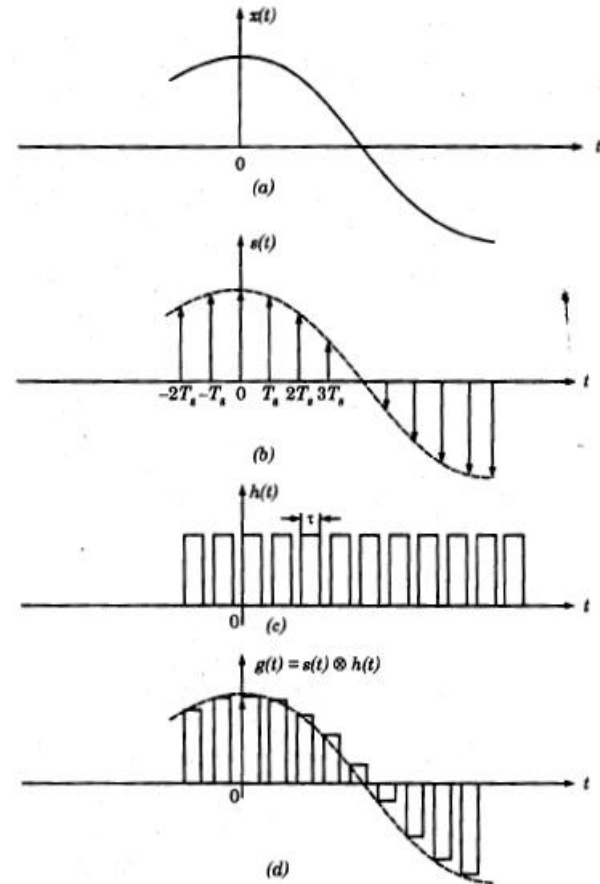 x(t)
t
0
(a)
s(t)
t
−2Tₛ −Tₛ 0 Tₛ 2Tₛ 3Tₛ
(b)
h(t)
τ
t
0
(c)
g(t) = s(t) ⊗ h(t)
t
0
(d)